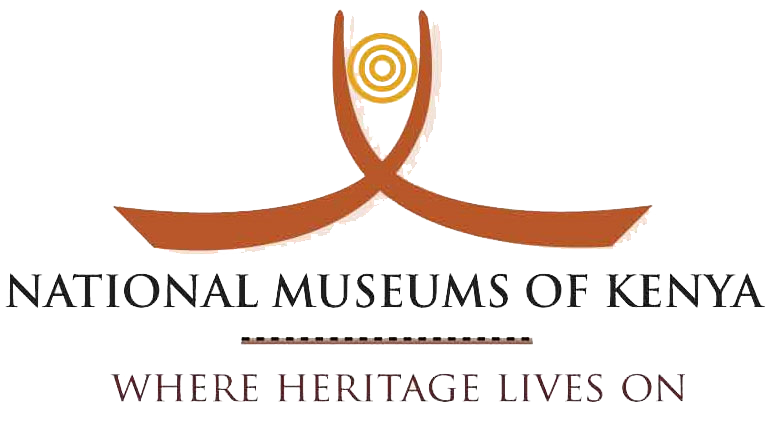 NATIONAL MUSEUMS OF KENYA
WHERE HERITAGE LIVES ON